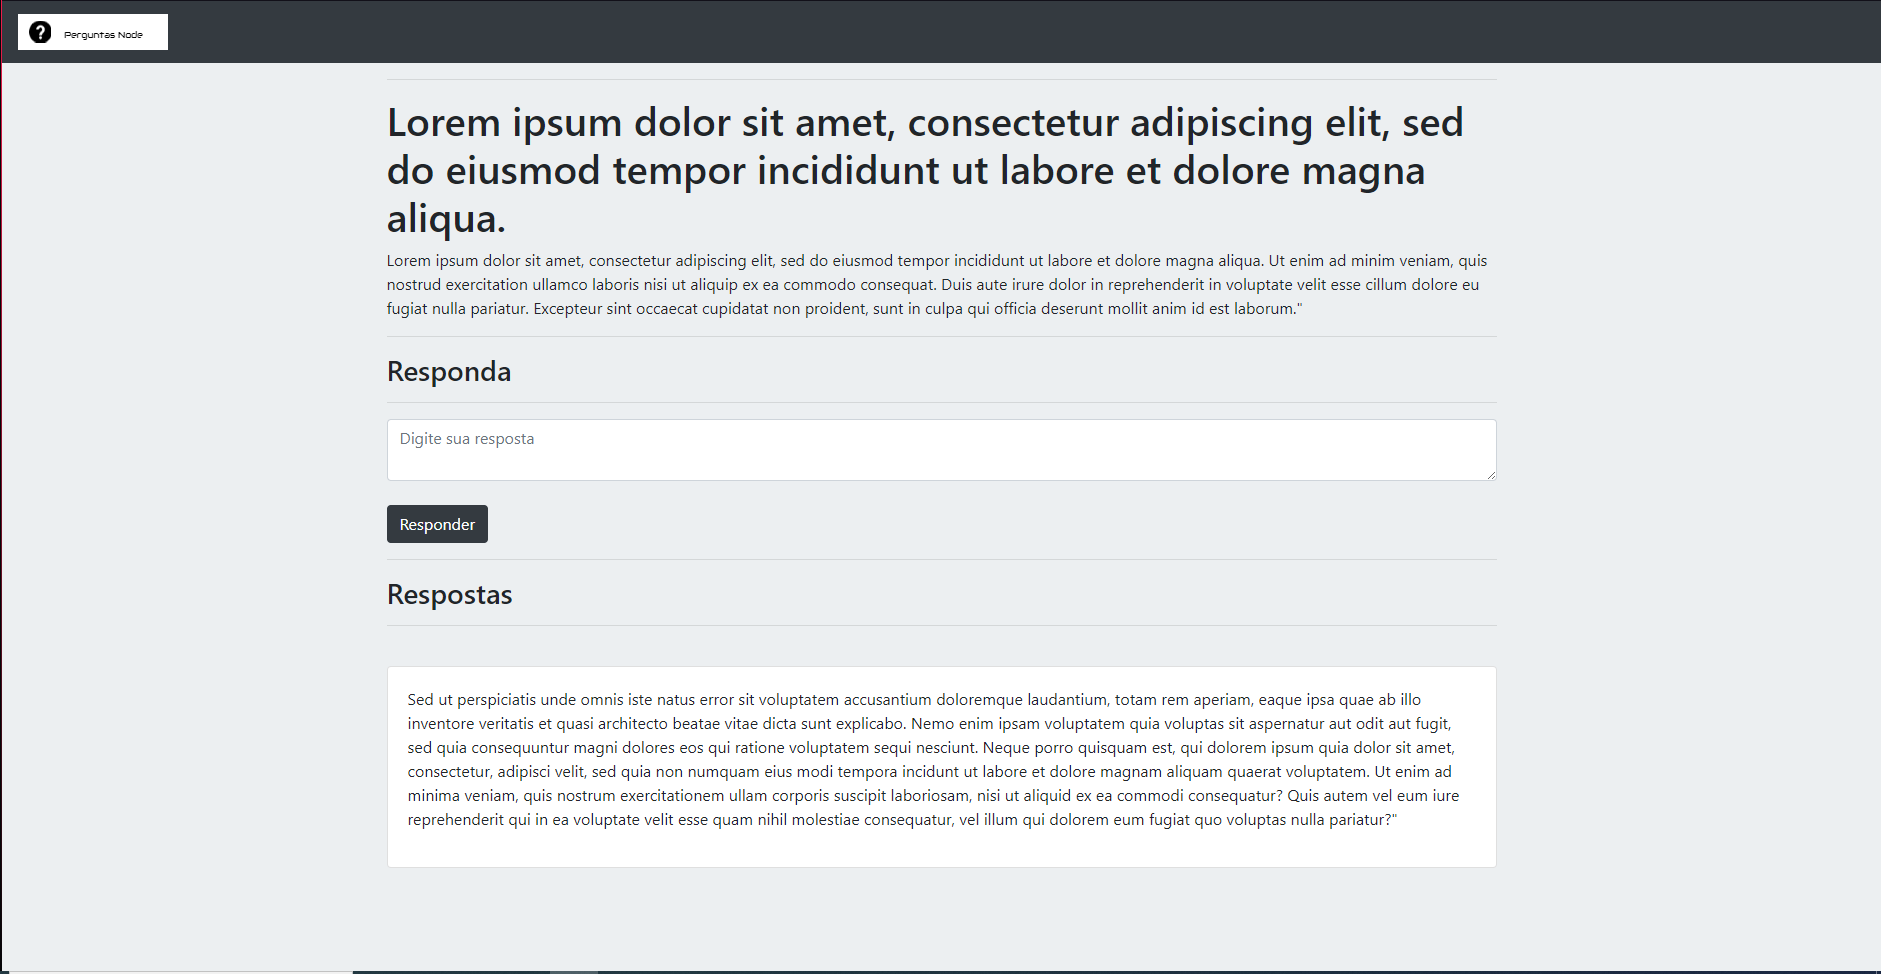 Perguntas Node
Lorem ipsum dolor sit amet, consectetur adipiscing elit, sed
do eiusmod tempor incididunt ut labore et dolore magna
aliqua.
Lorem ipsum dolor sit amet, consectetur adipiscing elit, sed do eiusmod tempor incididunt ut labore et dolore magna aliqua. Ut enim ad minim veniam, quis
nostrud exercitation ullamco laboris nisi ut aliquip ex ea commodo consequat. Duis aute irure dolor in reprehenderit in voluptate velit esse cillum dolore eu
fugiat nulla pariatur. Excepteur sint occaecat cupidatat non proident, sunt in culpa qui officia deserunt mollit anim id est laborum."
Responda
Digite sua resposta
Responder
Respostas
Sed ut perspiciatis unde omnis iste natus error sit voluptatem accusantium doloremque laudantium, totam rem aperiam, eaque ipsa quae ab illo
inventore veritatis et quasi architecto beatae vitae dicta sunt explicabo. Nemo enim ipsam voluptatem quia voluptas sit aspernatur aut odit aut fugit,
sed quia consequuntur magni dolores eos qui ratione voluptatem sequi nesciunt. Neque porro quisquam est, qui dolorem ipsum quia dolor sit amet,
consectetur, adipisci velit, sed quia non numquam eius modi tempora incidunt ut labore et dolore magnam aliquam quaerat voluptatem. Ut enim ad
minima veniam, quis nostrum exercitationem ullam corporis suscipit laboriosam, nisi ut aliquid ex ea commodi consequatur? Quis autem vel eum iure
reprehenderit qui in ea voluptate velit esse quam nihil molestiae consequatur, vel illum qui dolorem eum fugiat quo voluptas nulla pariatur?"